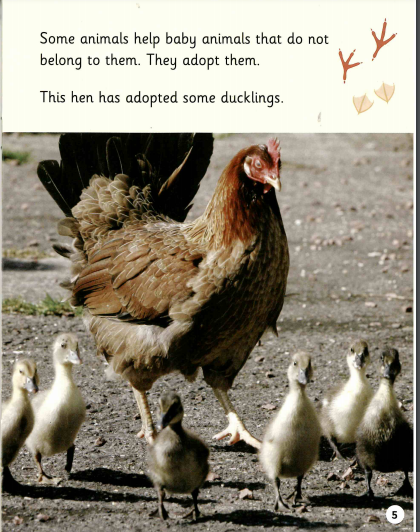 Some animals help baby animals that do not
belong to them. They adopt them.
This hen has adopted some ducklings.
5